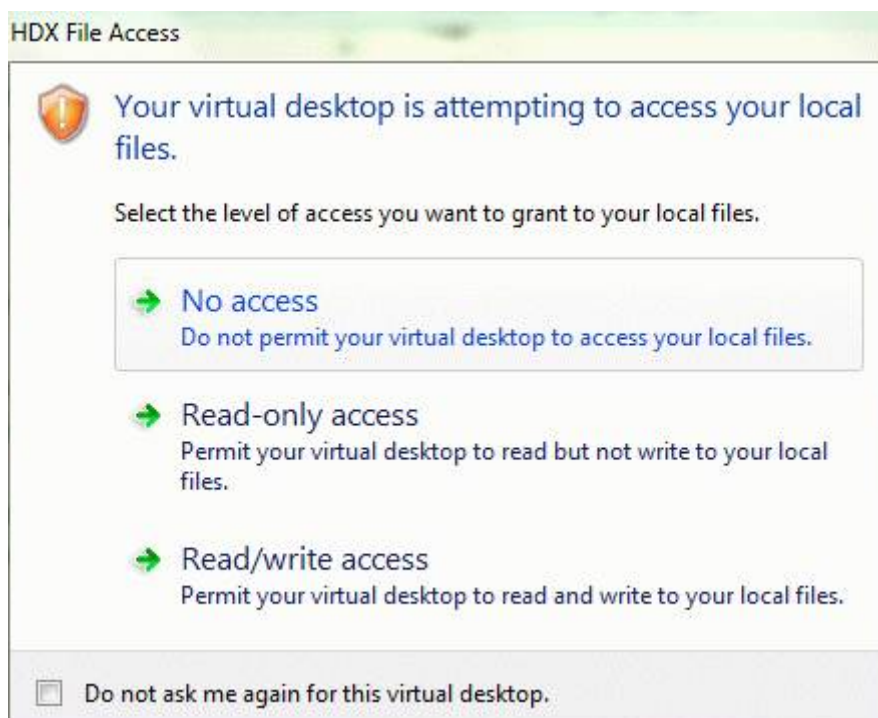 HDX File Access
Your virtual desktop is attempting to access your local
files.
Select the level of access you want to grant to your local files.
No access
Do not permit your virtual desktop to access your local files.
Read-only access
Permit your virtual desktop to read but not write to your local
files.
Read/write access
Permit your virtual desktop to read and write to your local files.
Do not ask me again for this virtual desktop.